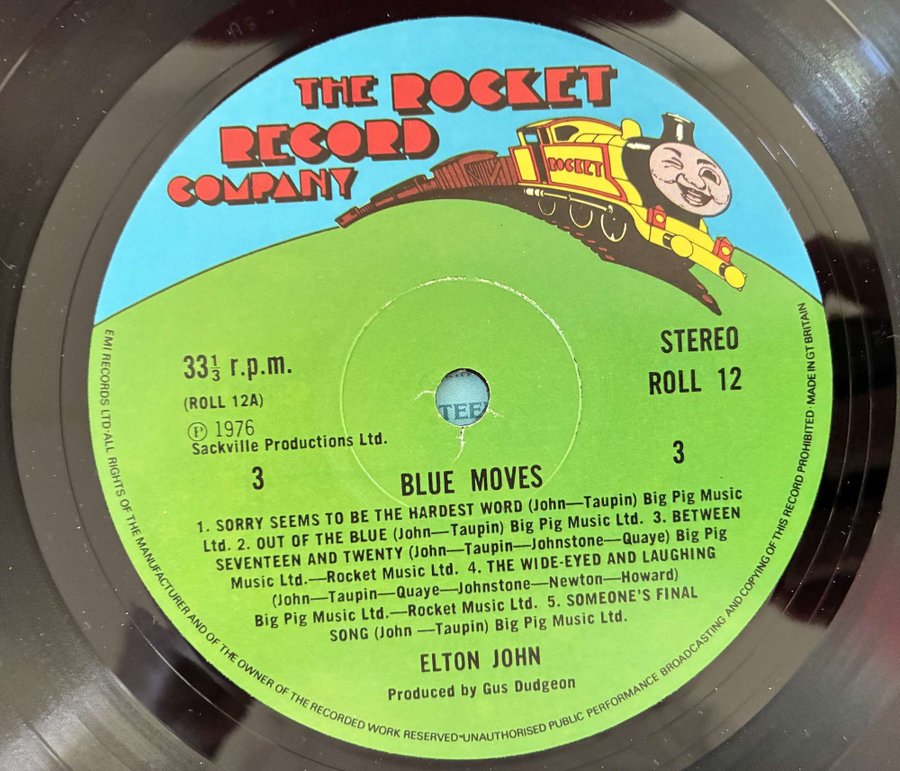 THE ROCKET
RECORD
COMPANY
ROCKET
33⅓ r.p.m.
STEREO
(ROLL 12A)
ROLL 12
Ⓟ 1976
Sackville Productions Ltd.
3
3
BLUE MOVES
1. SORRY SEEMS TO BE THE HARDEST WORD (John—Taupin) Big Pig Music
Ltd. 2. OUT OF THE BLUE (John—Taupin) Big Pig Music Ltd. 3. BETWEEN
SEVENTEEN AND TWENTY (John—Taupin—Johnstone—Quaye) Big Pig
Music Ltd.—Rocket Music Ltd. 4. THE WIDE-EYED AND LAUGHING
(John—Taupin—Quaye—Johnstone—Newton—Howard)
Big Pig Music Ltd.—Rocket Music Ltd. 5. SOMEONE'S FINAL
SONG (John —Taupin) Big Pig Music Ltd.
ELTON JOHN
Produced by Gus Dudgeon
EMI RECORDS LTD·ALL RIGHTS OF THE MANUFACTURER AND OF THE OWNER OF THE RECORDED WORK RESERVED·UNAUTHORISED PUBLIC PERFORMANCE BROADCASTING AND COPYING OF THIS RECORD PROHIBITED·MADE IN GT BRITAIN